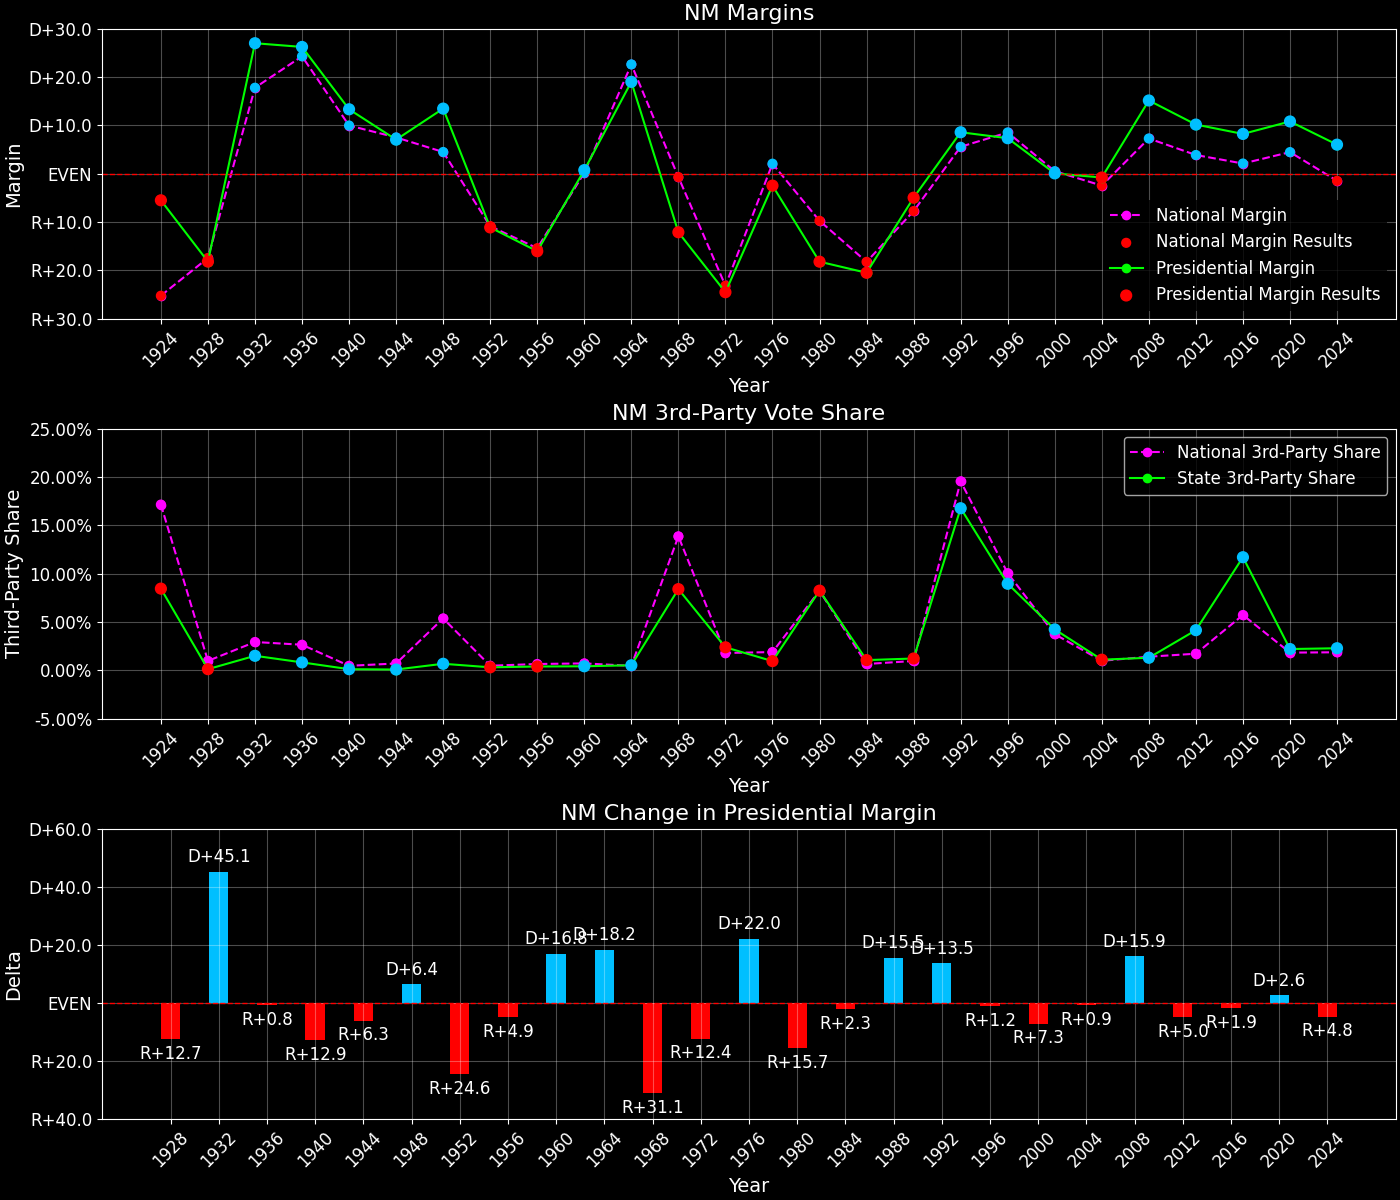 NM Margins
D+30.0
D+20.0
D+10.0
EVEN
R+10.0
R+20.0
R+30.0
Margin
National Margin
National Margin Results
Presidential Margin
Presidential Margin Results
1924 1928 1932 1936 1940 1944 1948 1952 1956 1960 1964 1968 1972 1976 1980 1984 1988 1992 1996 2000 2004 2008 2012 2016 2020 2024
Year
NM 3rd-Party Vote Share
25.00%
20.00%
15.00%
10.00%
5.00%
0.00%
-5.00%
Third-Party Share
National 3rd-Party Share
State 3rd-Party Share
1924 1928 1932 1936 1940 1944 1948 1952 1956 1960 1964 1968 1972 1976 1980 1984 1988 1992 1996 2000 2004 2008 2012 2016 2020 2024
Year
NM Change in Presidential Margin
D+60.0
D+40.0
D+20.0
EVEN
R+20.0
R+40.0
Delta
R+12.7
D+45.1
R+0.8
R+12.9
R+6.3
D+6.4
R+24.6
R+4.9
D+16.8
D+18.2
R+31.1
R+12.4
D+22.0
R+15.7
R+2.3
D+15.5
D+13.5
R+1.2
R+7.3
R+0.9
D+15.9
R+5.0
R+1.9
D+2.6
R+4.8
1928 1932 1936 1940 1944 1948 1952 1956 1960 1964 1968 1972 1976 1980 1984 1988 1992 1996 2000 2004 2008 2012 2016 2020 2024
Year